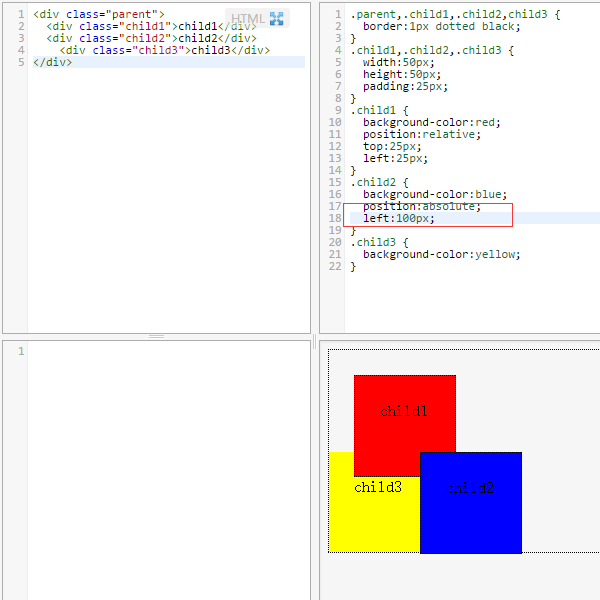 HTML
1 <div class="parent">
2 <div class="child1">child1</div>
3 <div class="child2">child2</div>
4 <div class="child3">child3</div>
5 </div>
1 .parent,.child1,.child2,child3 {
2 border:1px dotted black;
3 }
4 .child1,.child2,.child3 {
5 width:50px;
6 height:50px;
7 padding:25px;
8 }
9 .child1 {
10 background-color:red;
11 position:relative;
12 top:25px;
13 left:25px;
14 }
15 .child2 {
16 background-color:blue;
17 position:absolute;
18 left:100px;
19 }
20 .child3 {
21 background-color:yellow;
22 }
1
child1
child3
child2